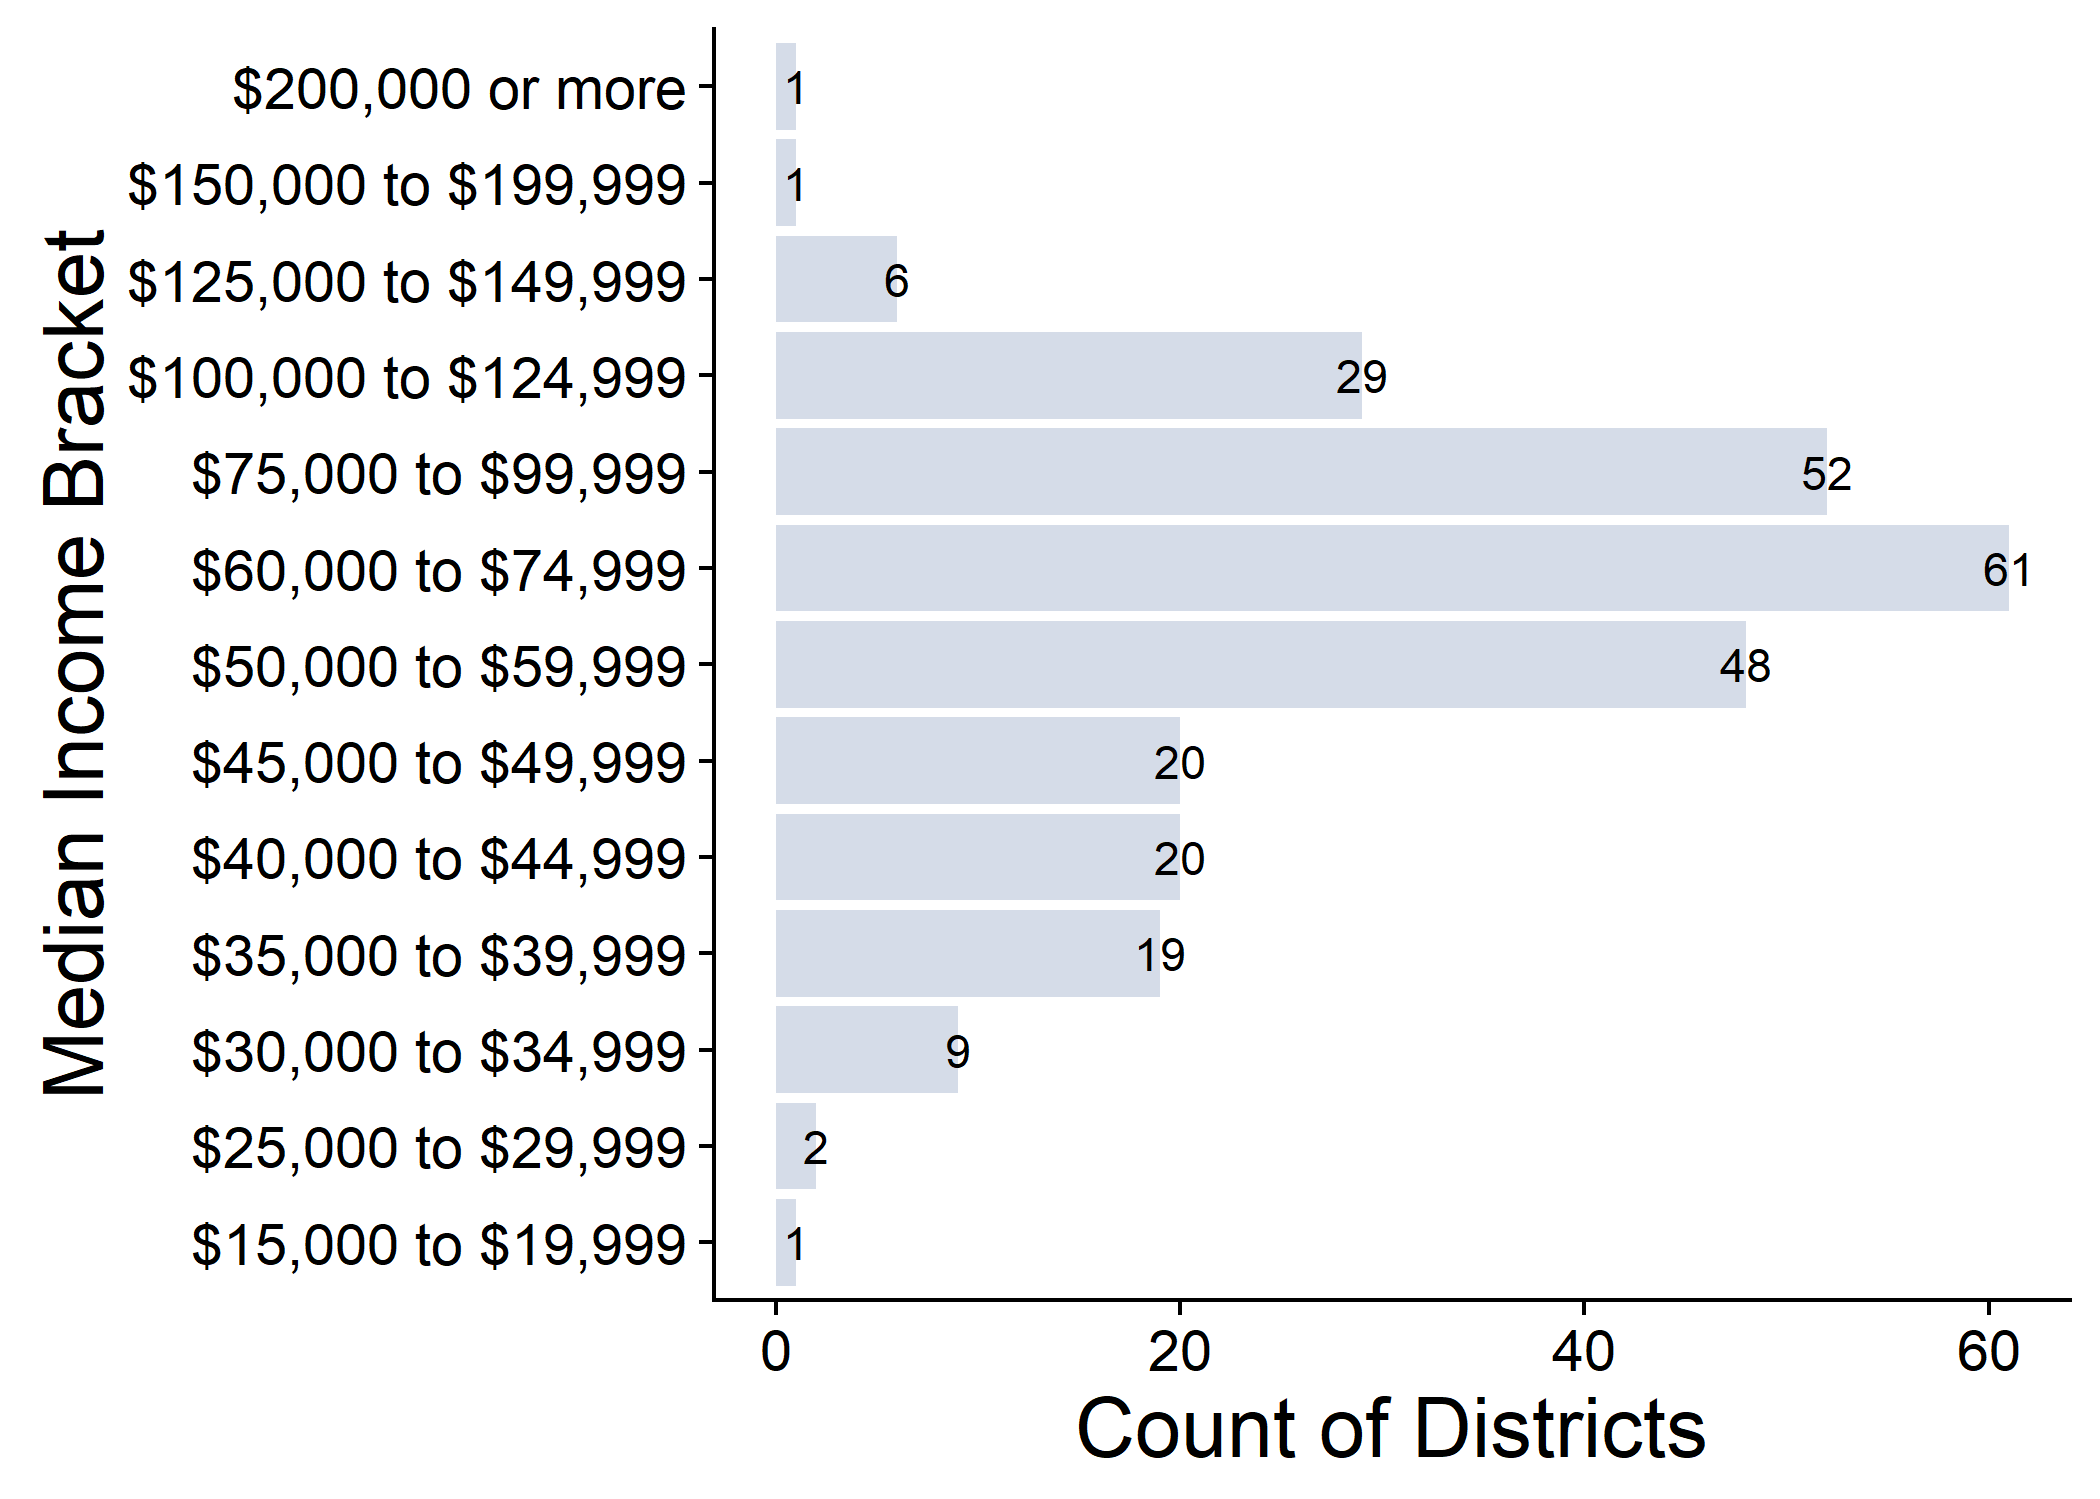 Median Income Bracket
$200,000 or more 1
$150,000 to $199,999 1
$125,000 to $149,999 6
$100,000 to $124,999 29
$75,000 to $99,999 52
$60,000 to $74,999 61
$50,000 to $59,999 48
$45,000 to $49,999 20
$40,000 to $44,999 20
$35,000 to $39,999 19
$30,000 to $34,999 9
$25,000 to $29,999 2
$15,000 to $19,999 1
0 20 40 60
Count of Districts